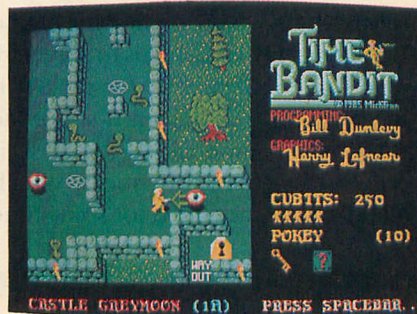 TIME
BANDIT
©1985 MichTron
PROGRAMMING:
Bill Dunlevy
GRAPHICS:
Harry Lafnear
CUBITS: 250
POKEY (10)
?
WAY
OUT
CASTLE GREYMOON (1A) PRESS SPACEBAR..